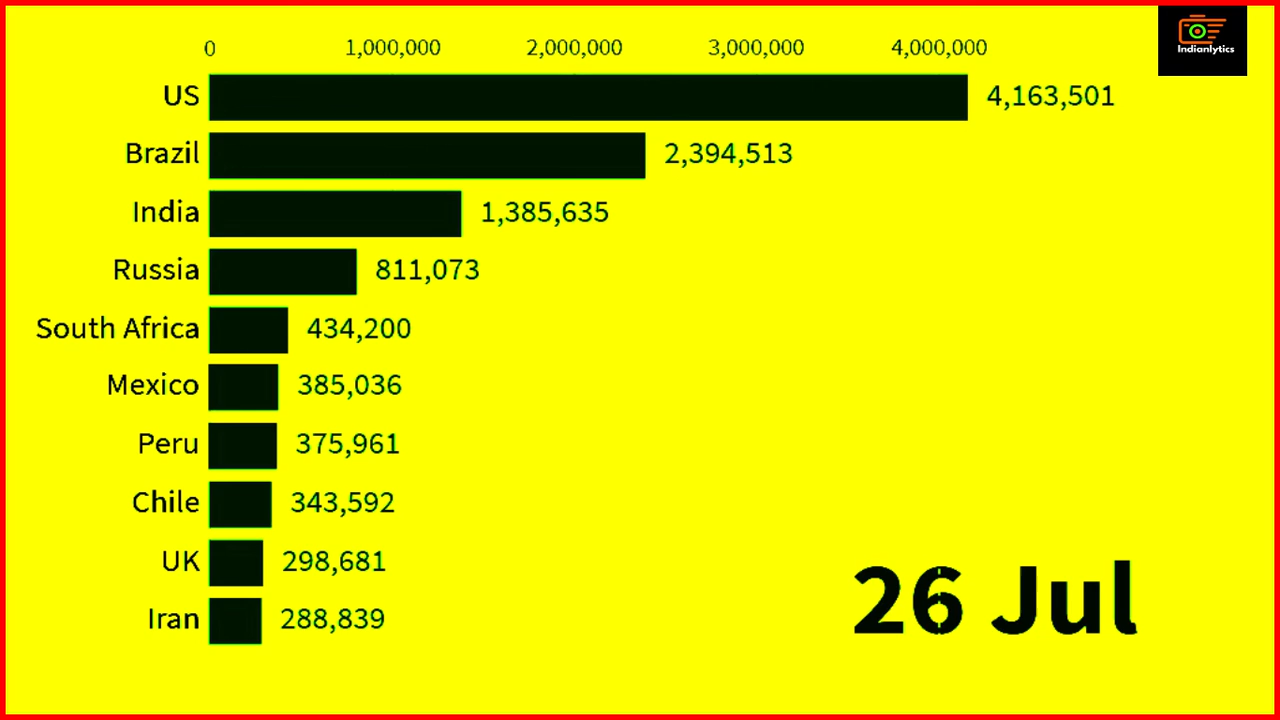 0 1,000,000 2,000,000 3,000,000 4,000,000
Indianlytics
US 4,163,501
Brazil 2,394,513
India 1,385,635
Russia 811,073
South Africa 434,200
Mexico 385,036
Peru 375,961
Chile 343,592
UK 298,681
Iran 288,839
26 Jul